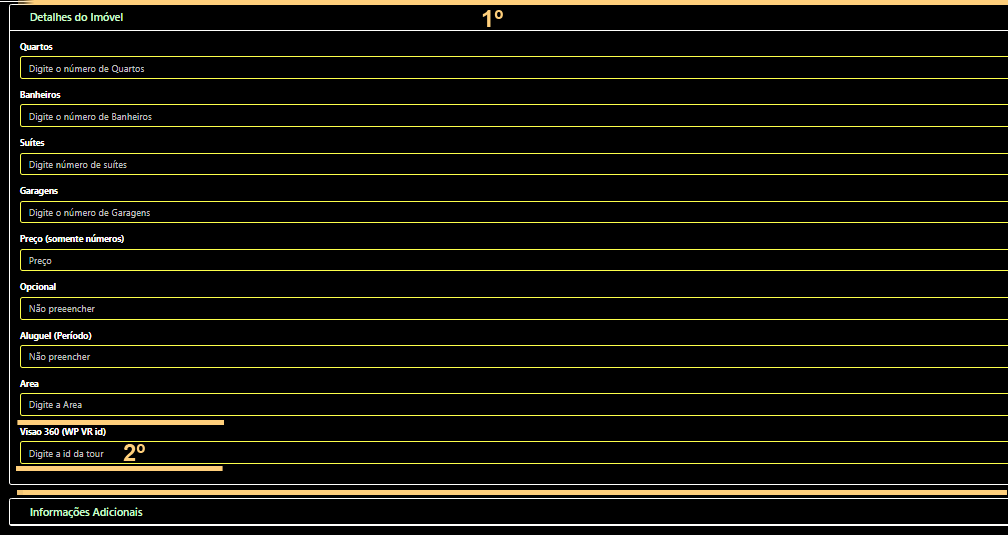 Detalhes do Imóvel
1º
Quartos
Digite o número de Quartos
Banheiros
Digite o número de Banheiros
Suítes
Digite número de suítes
Garagens
Digite o número de Garagens
Preço (somente números)
Preço
Opcional
Não preeencher
Aluguel (Período)
Não preencher
Area
Digite a Area
Visao 360 (WP VR id)
Digite a id da tour
2º
Informações Adicionais